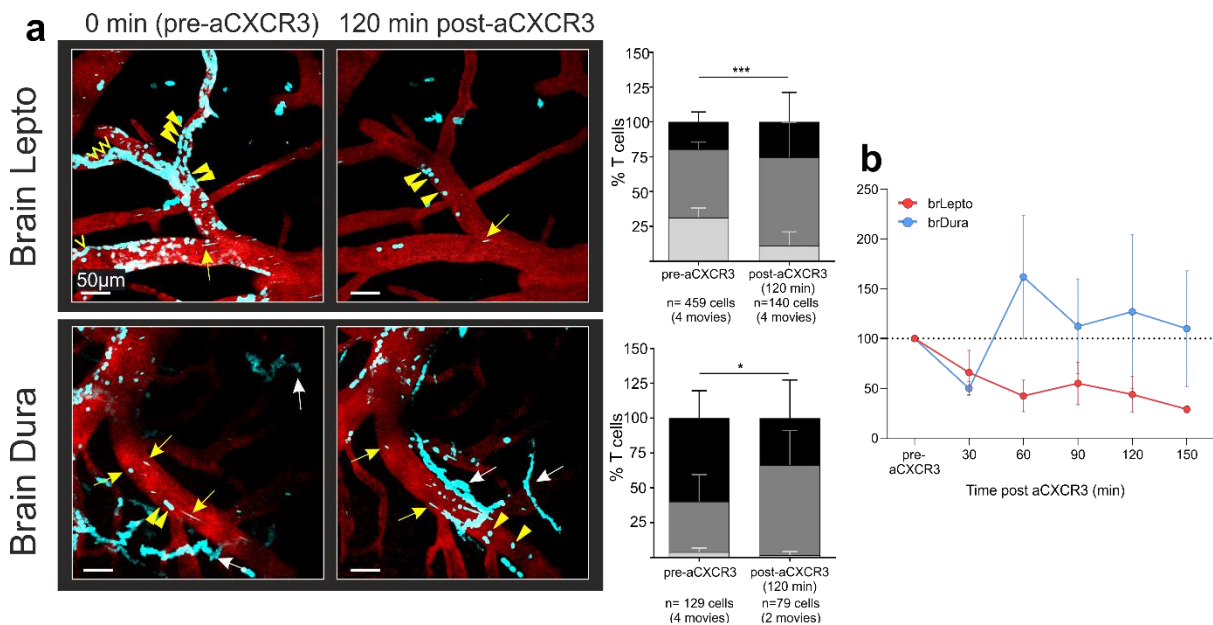 a
0 min (pre-aCXCR3)
120 min post-aCXCR3
Brain Lepto
50µm
150
125
100
75
50
25
% T cells
***
pre-aCXCR3
n= 459 cells
(4 movies)
post-aCXCR3
(120 min)
n=140 cells
(4 movies)
Brain Dura
150
125
100
75
50
25
% T cells
*
pre-aCXCR3
n= 129 cells
(4 movies)
post-aCXCR3
(120 min)
n=79 cells
(2 movies)
b
brLepto
brDura
250
200
150
100
50
0
pre-
aCXCR3
30
60
90
120
150
Time post aCXCR3 (min)